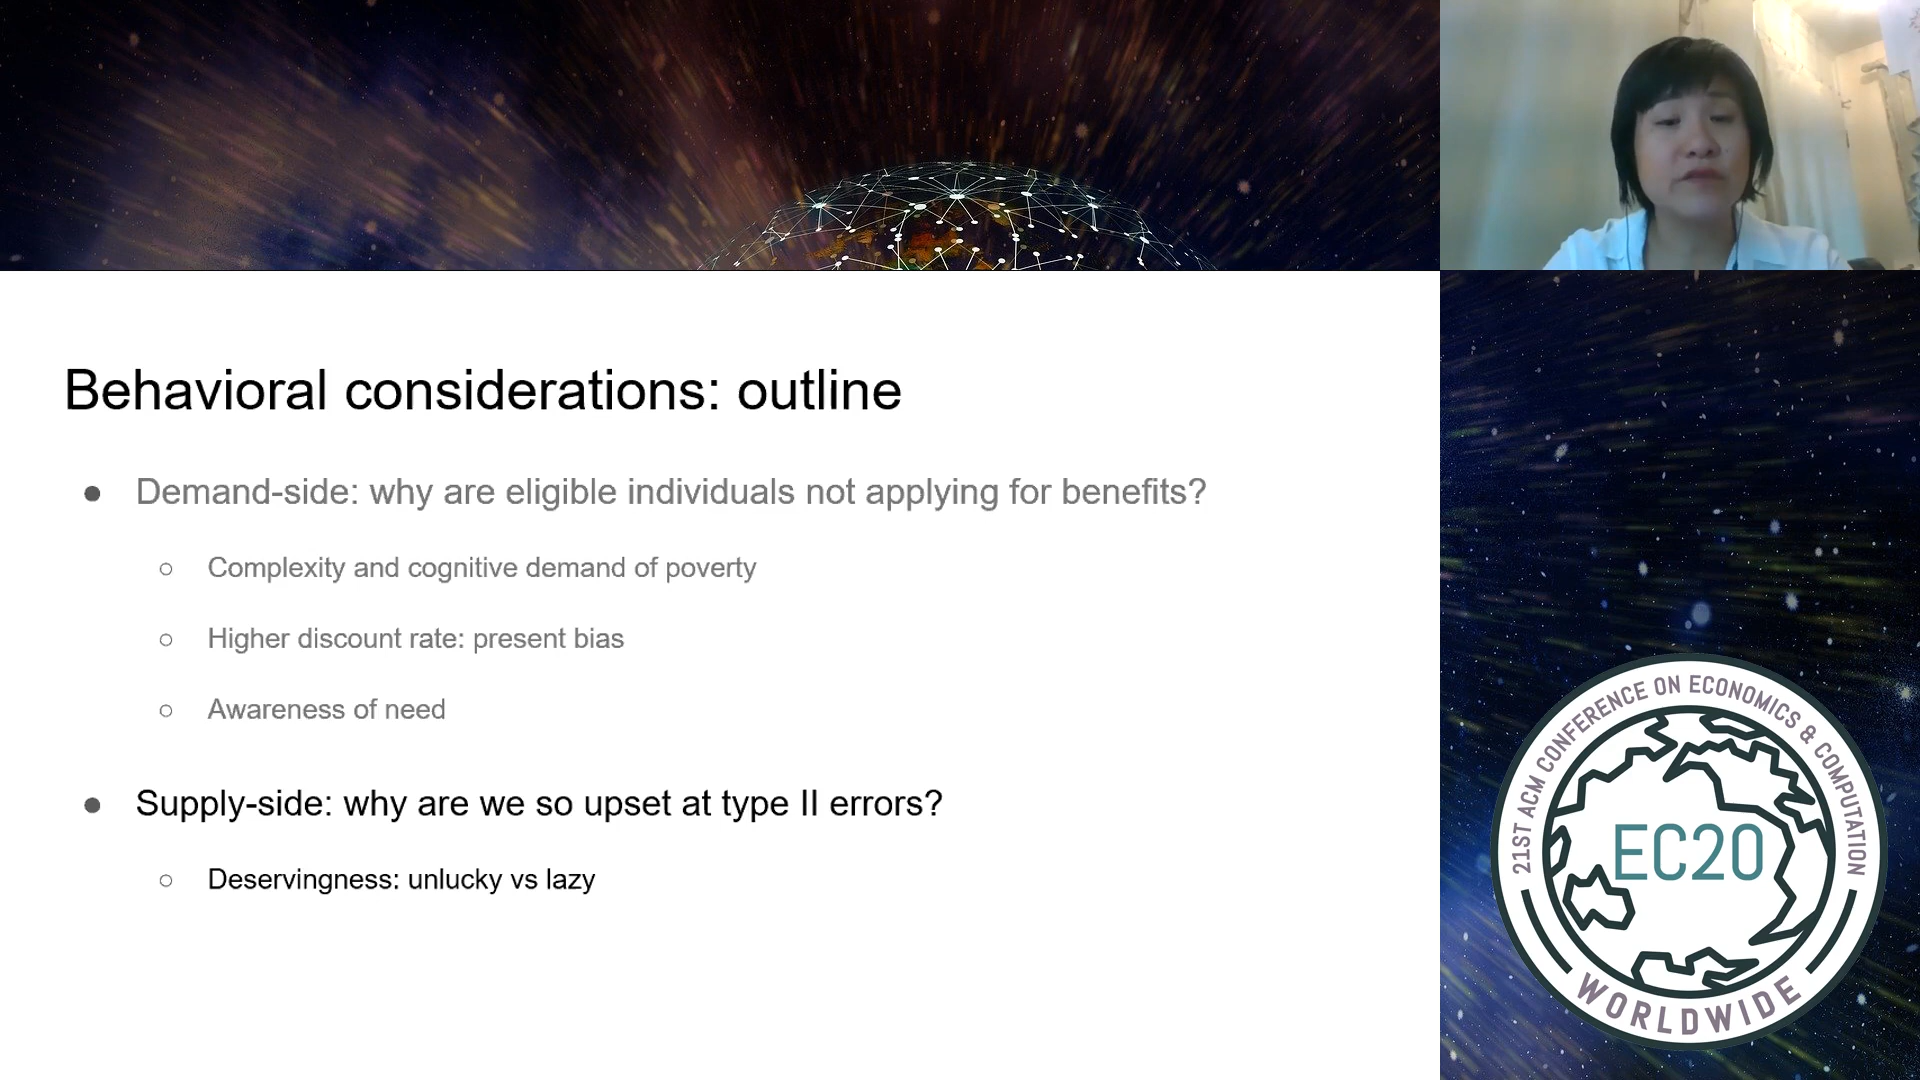 Behavioral considerations: outline
● Demand-side: why are eligible individuals not applying for benefits?
○ Complexity and cognitive demand of poverty
○ Higher discount rate: present bias
○ Awareness of need
● Supply-side: why are we so upset at type II errors?
○ Deservingness: unlucky vs lazy
21ST ACM CONFERENCE ON ECONOMICS & COMPUTATION
EC20
WORLDWIDE